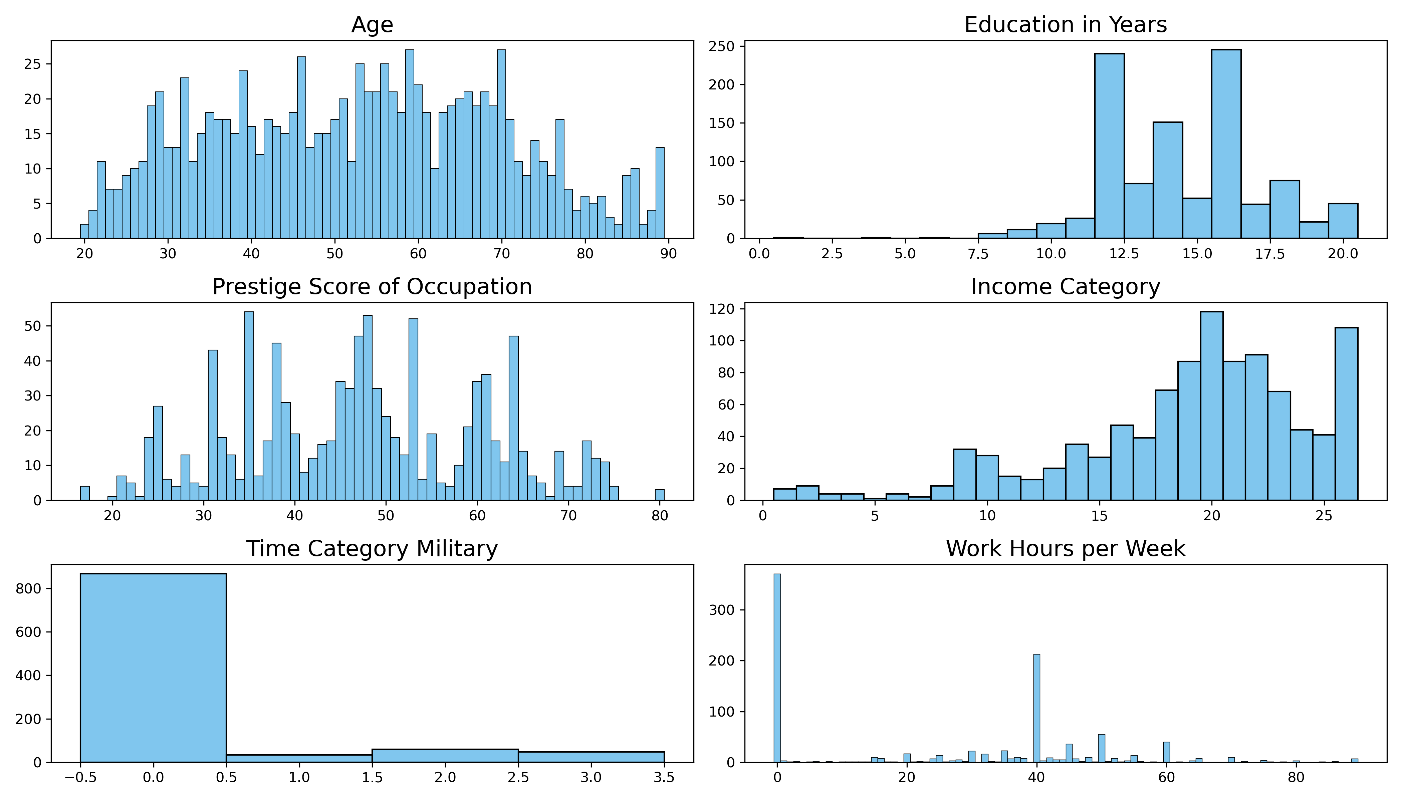 Age
25
20
15
10
5
0
20 30 40 50 60 70 80 90
Education in Years
250
200
150
100
50
0
0.0 2.5 5.0 7.5 10.0 12.5 15.0 17.5 20.0
Prestige Score of Occupation
50
40
30
20
10
0
20 30 40 50 60 70 80
Income Category
120
100
80
60
40
20
0
0 5 10 15 20 25
Time Category Military
800
600
400
200
0
−0.5 0.0 0.5 1.0 1.5 2.0 2.5 3.0 3.5
Work Hours per Week
300
200
100
0
0 20 40 60 80